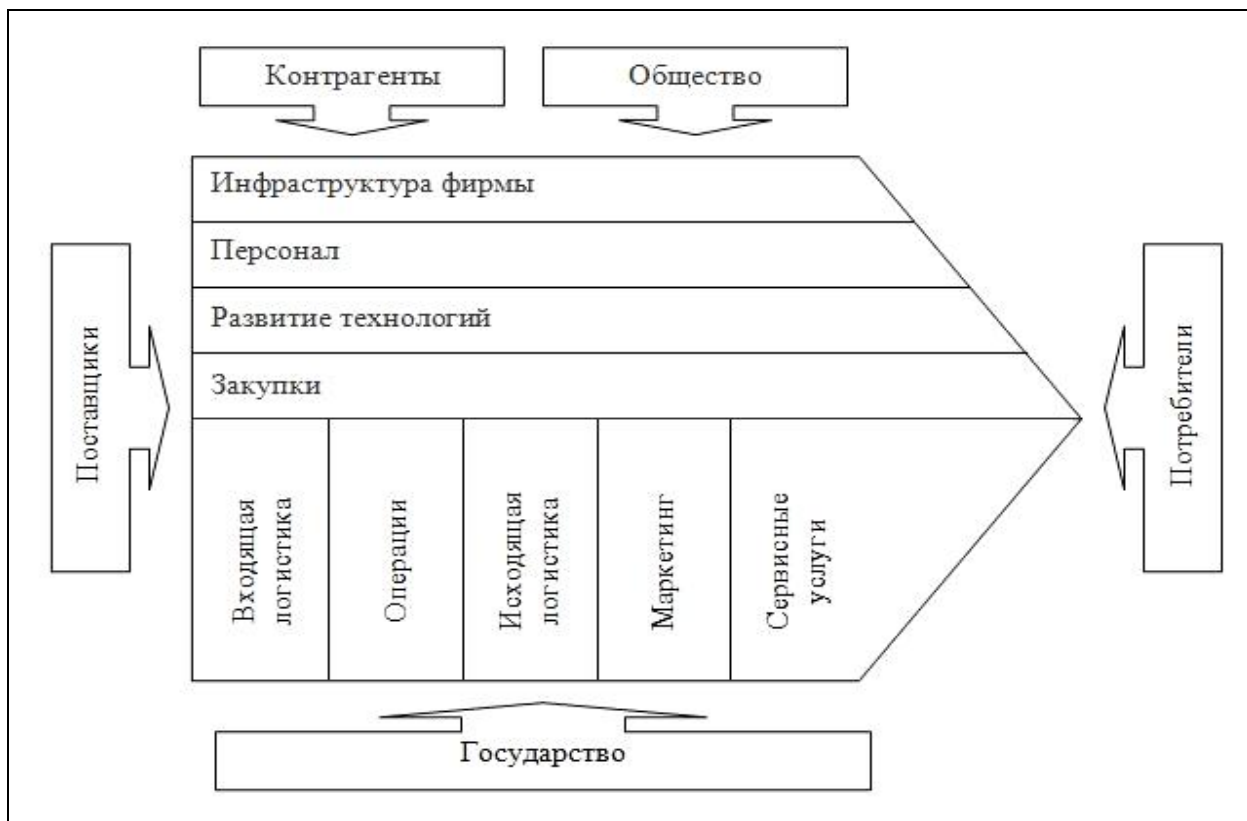 Контрагенты
Общество
Инфраструктура фирмы
Персонал
Развитие технологий
Закупки
Поставщики
Входящая
логистика
Операции
Исходящая
логистика
Маркетинг
Сервисные
услуги
Потребители
Государство